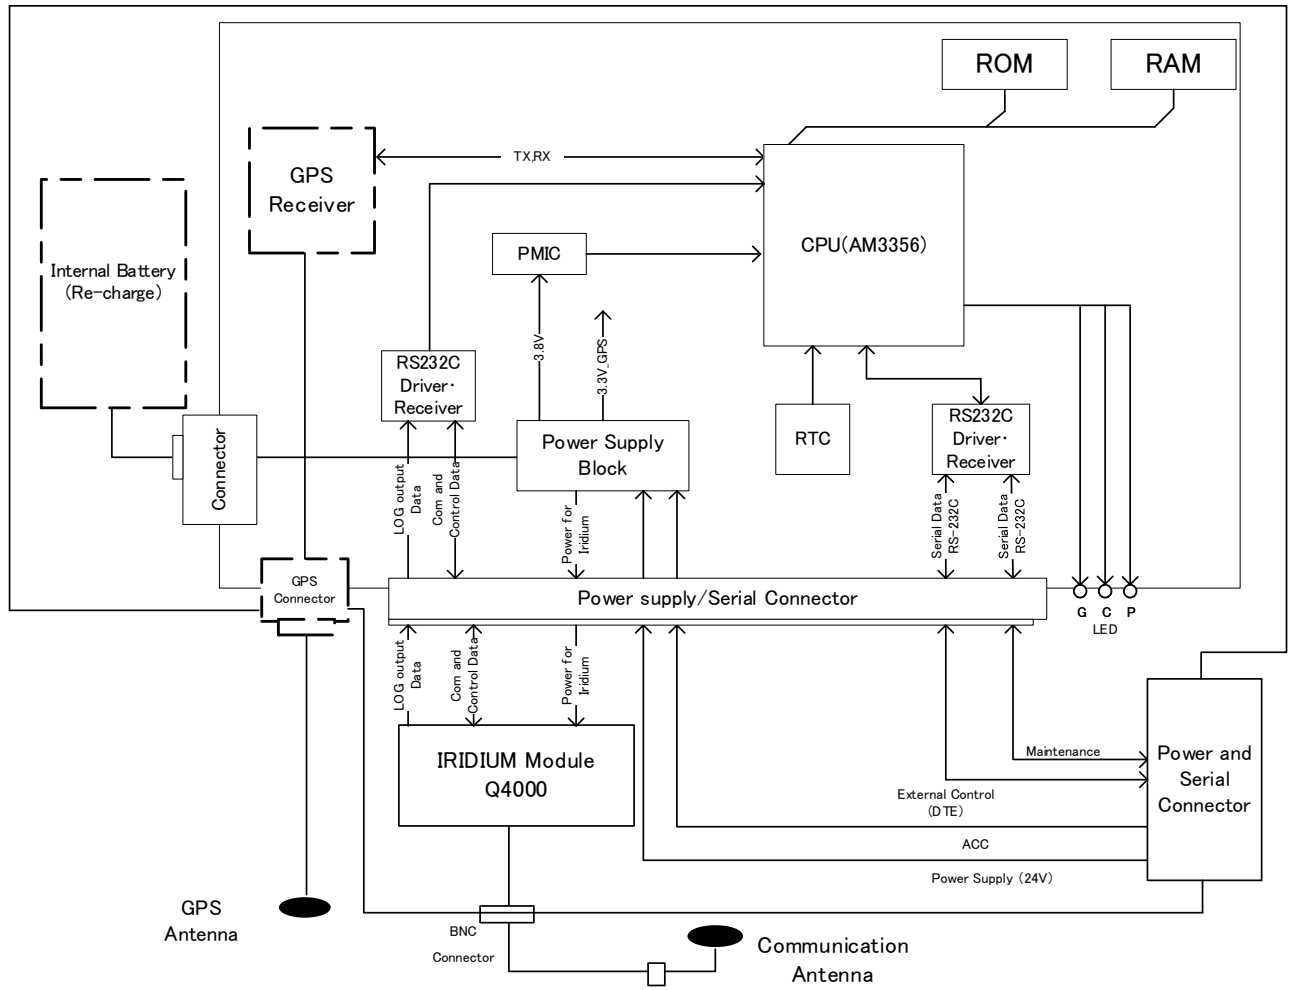 ROM
RAM
GPS
Receiver
TX,RX
CPU(AM3356)
PMIC
Internal Battery
(Re-charge)
3.8V
3.3V_GPS
RS232C
Driver・
Receiver
Connector
Power Supply
Block
RTC
RS232C
Driver・
Receiver
LOG output
Data
Com and
Control Data
Power for
Iridium
Serial Data
RS-232C
Serial Data
RS-232C
GPS
Connector
Power supply/Serial Connector
G C P
LED
LOG output
Data
Com and
Control Data
Power for
Iridium
IRIDIUM Module
Q4000
Maintenance
Power and
Serial
Connector
External Control
(DTE)
ACC
Power Supply (24V)
GPS
Antenna
BNC
Connector
Communication
Antenna